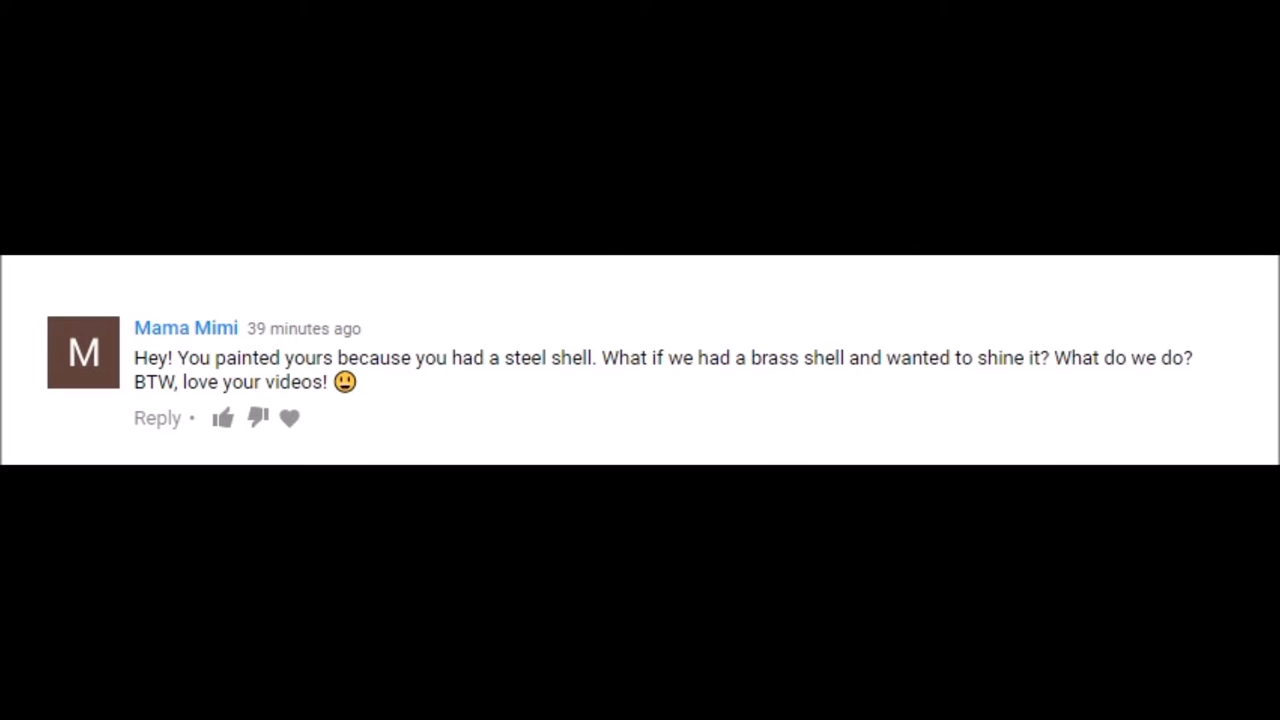 M
Mama Mimi 39 minutes ago
Hey! You painted yours because you had a steel shell. What if we had a brass shell and wanted to shine it? What do we do?
BTW, love your videos! 😃
Reply •